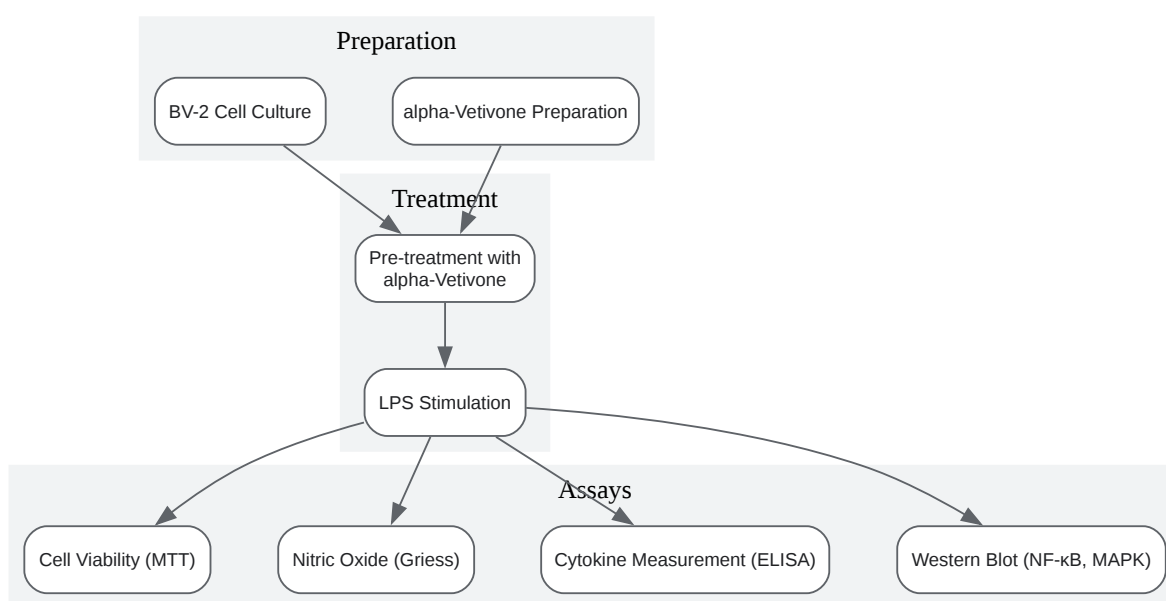 Preparation
BV-2 Cell Culture
alpha-Vetivone Preparation
Treatment
Pre-treatment with
alpha-Vetivone
LPS Stimulation
Assays
Cell Viability (MTT)
Nitric Oxide (Griess)
Cytokine Measurement (ELISA)
Western Blot (NF-κB, MAPK)